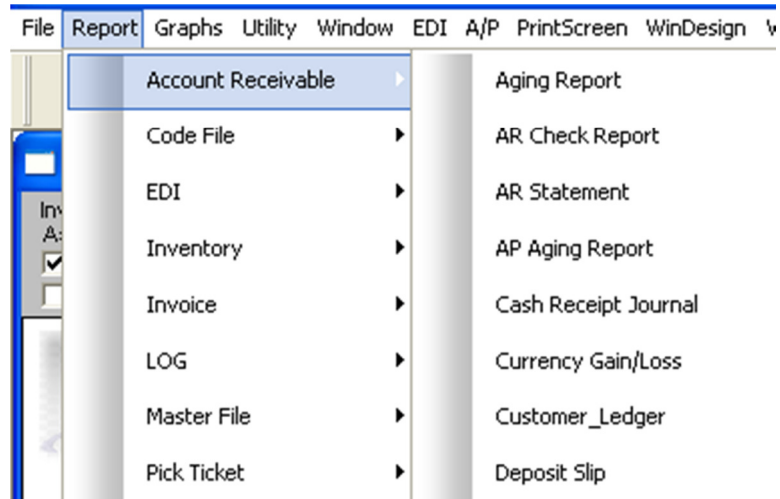 File Report Graphs Utility Window EDI A/P PrintScreen WinDesign
Account Receivable
Code File
EDI
Inventory
Invoice
LOG
Master File
Pick Ticket
Aging Report
AR Check Report
AR Statement
AP Aging Report
Cash Receipt Journal
Currency Gain/Loss
Customer_Ledger
Deposit Slip